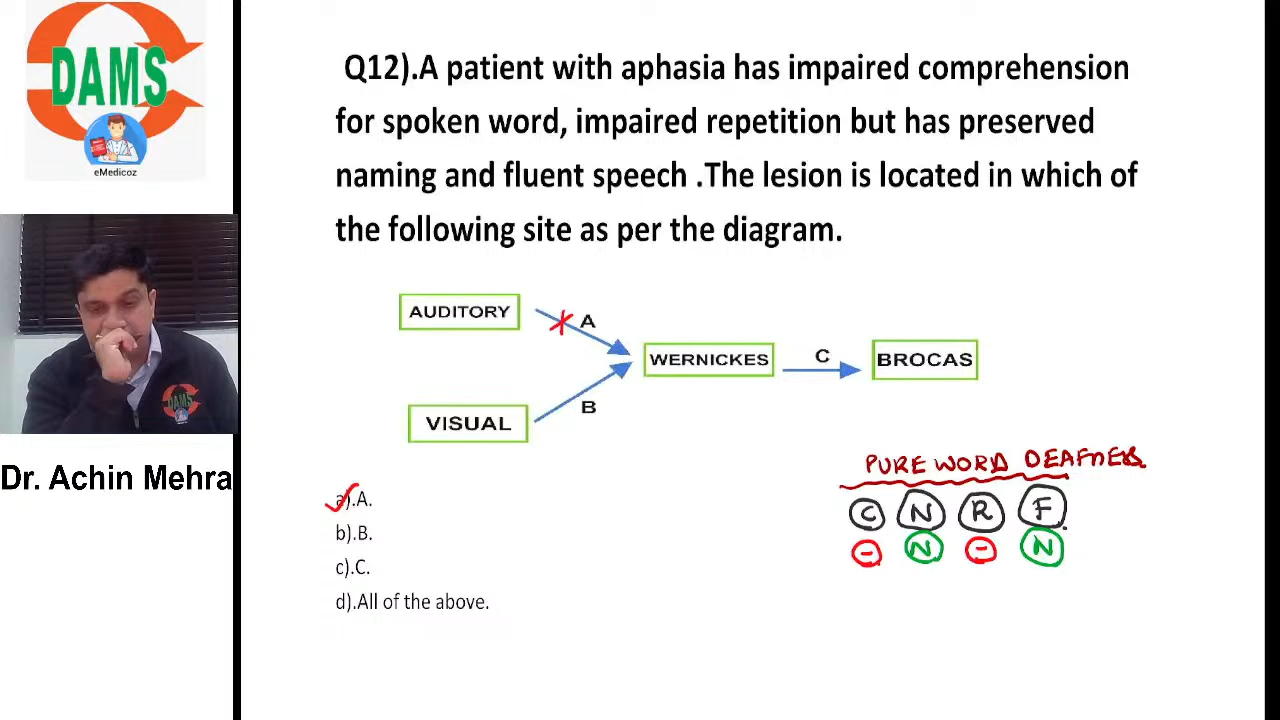 DAMS
eMedicoz
Q12).A patient with aphasia has impaired comprehension
for spoken word, impaired repetition but has preserved
naming and fluent speech .The lesion is located in which of
the following site as per the diagram.
AUDITORY
A
WERNICKES
C
BROCAS
B
VISUAL
DAMS
Dr. Achin Mehra
PURE WORD DEAFNESS
a).A.
C N R F
b).B.
- N - N
c).C.
d).All of the above.